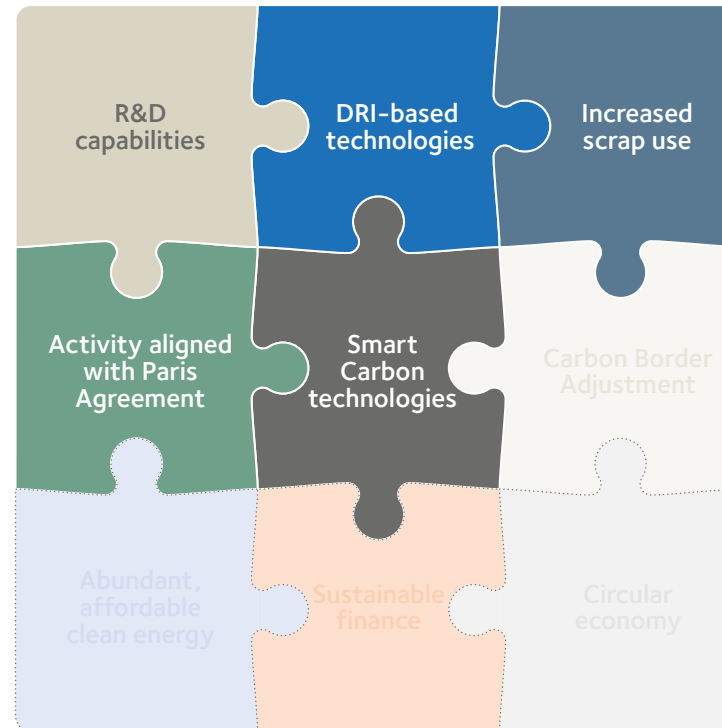 R&D
capabilities
DRI-based
technologies
Increased
scrap use
Activity aligned
with Paris
Agreement
Smart
Carbon
technologies
Carbon Border
Adjustment
Abundant,
affordable
clean energy
Sustainable
finance
Circular
economy